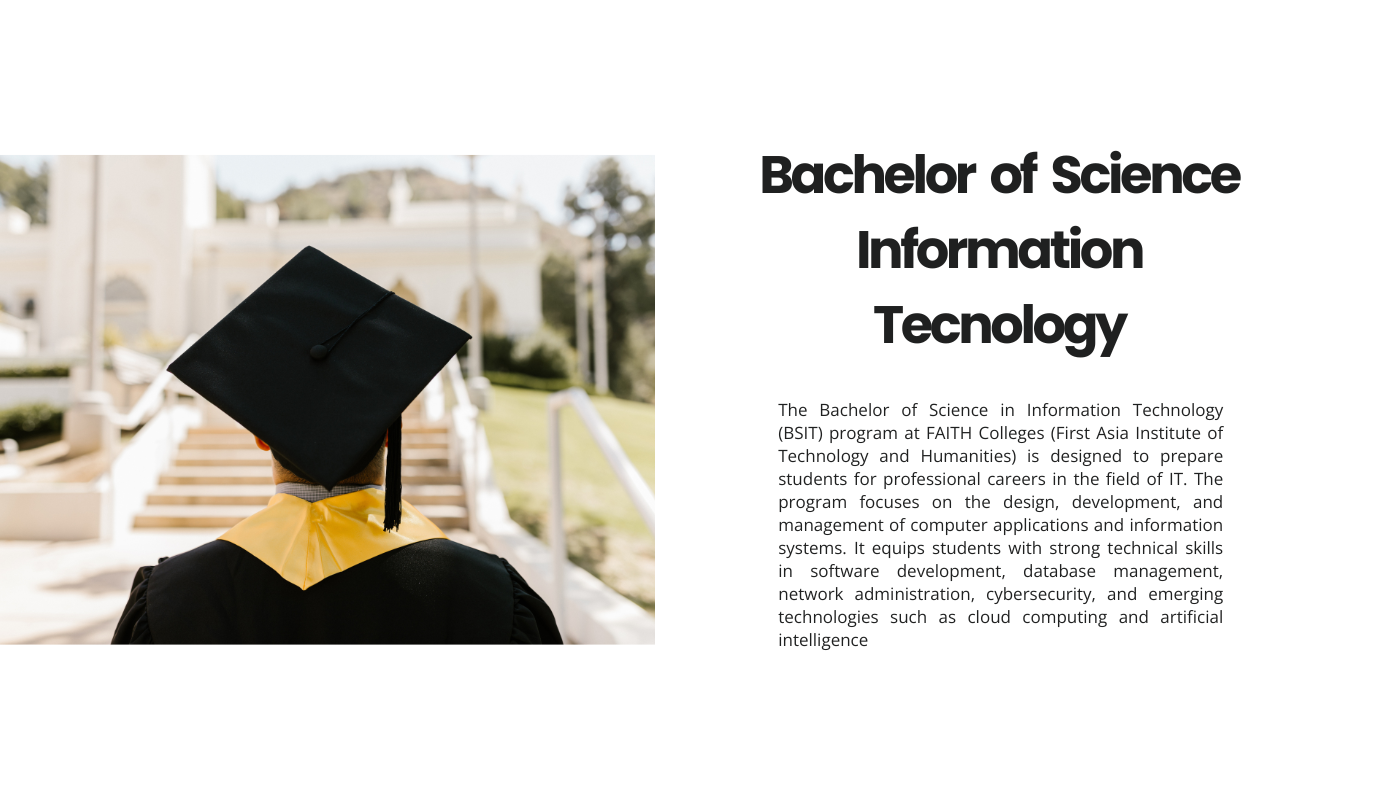 Bachelor of Science
Information
Tecnology
The Bachelor of Science in Information Technology
(BSIT) program at FAITH Colleges (First Asia Institute of
Technology and Humanities) is designed to prepare
students for professional careers in the field of IT. The
program focuses on the design, development, and
management of computer applications and information
systems. It equips students with strong technical skills
in software development, database management,
network administration, cybersecurity, and emerging
technologies such as cloud computing and artificial
intelligence